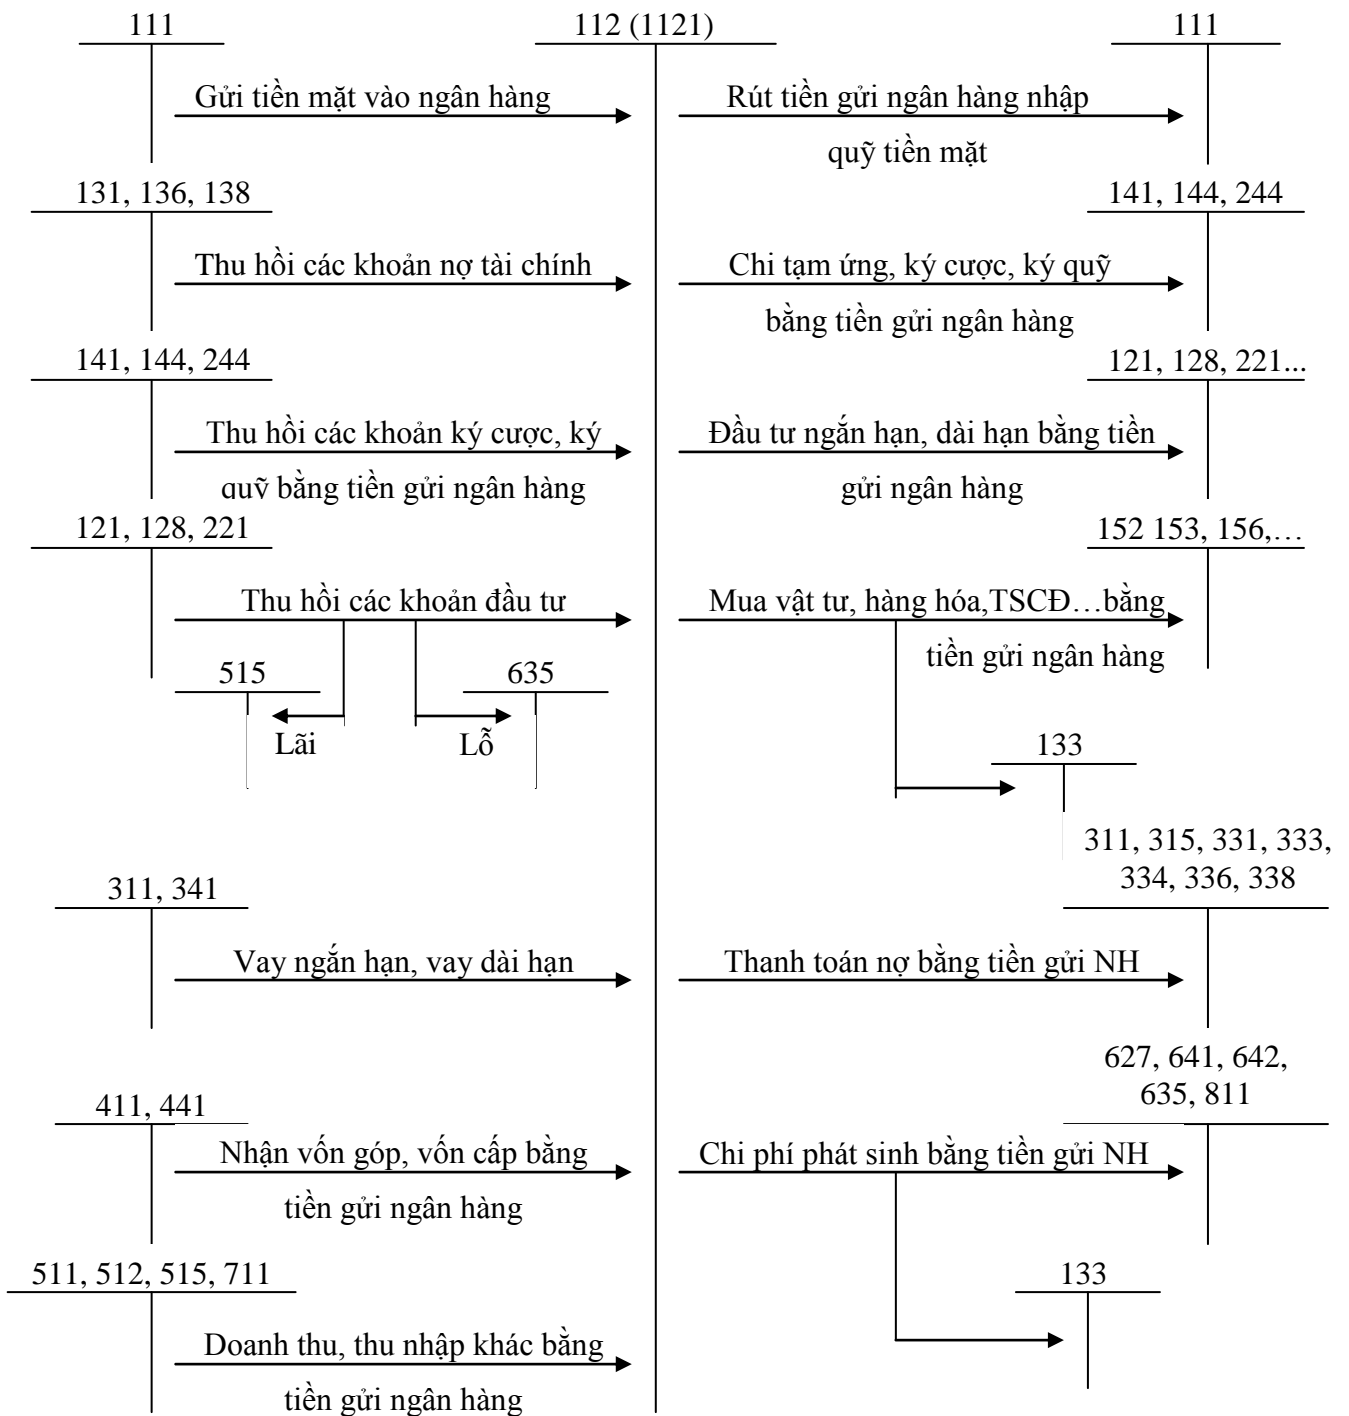 111
112 (1121)
111
Gửi tiền mặt vào ngân hàng
Rút tiền gửi ngân hàng nhập
quỹ tiền mặt
131, 136, 138
141, 144, 244
Thu hồi các khoản nợ tài chính
Chi tạm ứng, ký cược, ký quỹ
bằng tiền gửi ngân hàng
141, 144, 244
121, 128, 221...
Thu hồi các khoản ký cược, ký
quỹ bằng tiền gửi ngân hàng
Đầu tư ngắn hạn, dài hạn bằng tiền
gửi ngân hàng
121, 128, 221
152 153, 156,…
Thu hồi các khoản đầu tư
Mua vật tư, hàng hóa,TSCĐ…bằng
tiền gửi ngân hàng
515
635
Lãi
Lỗ
133
311, 315, 331, 333,
334, 336, 338
311, 341
Vay ngắn hạn, vay dài hạn
Thanh toán nợ bằng tiền gửi NH
627, 641, 642,
635, 811
411, 441
Nhận vốn góp, vốn cấp bằng
tiền gửi ngân hàng
Chi phí phát sinh bằng tiền gửi NH
511, 512, 515, 711
133
Doanh thu, thu nhập khác bằng
tiền gửi ngân hàng